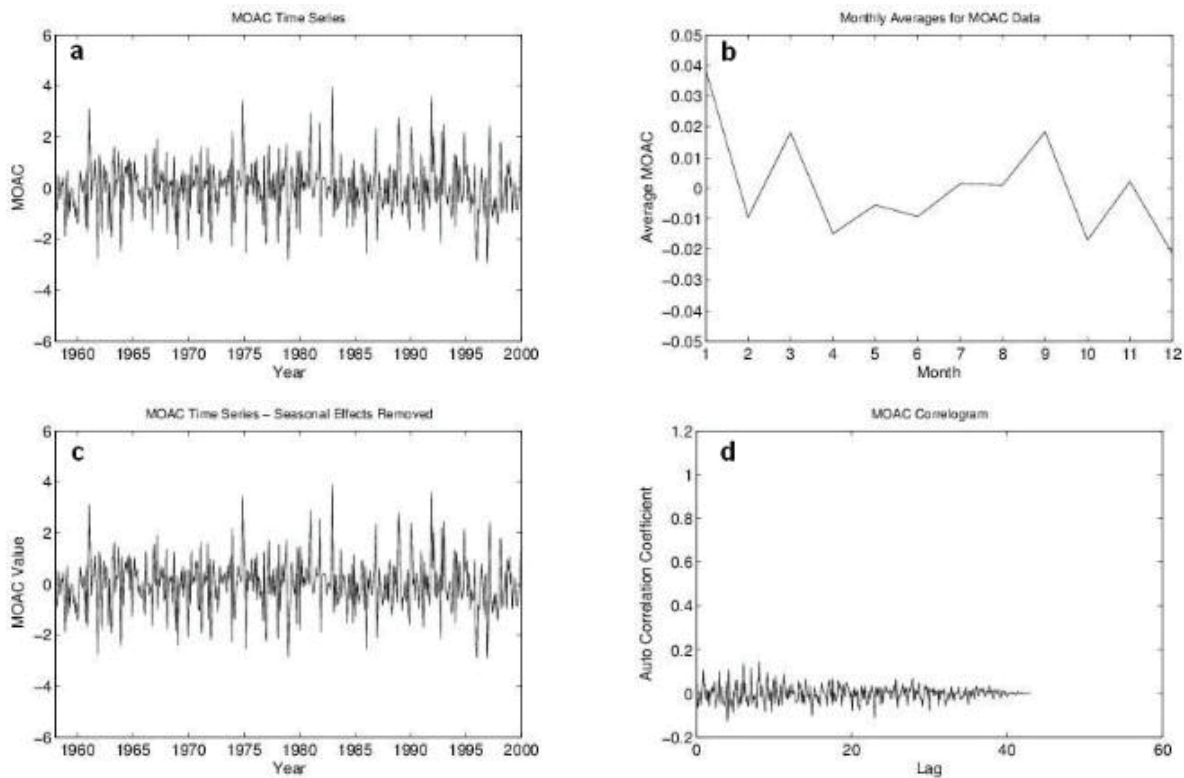 MOAC Time Series
a
6
4
2
0
−2
−4
−6
MOAC
1960 1965 1970 1975 1980 1985 1990 1995 2000
Year
Monthly Averages for MOAC Data
b
0.05
0.04
0.03
0.02
0.01
0
−0.01
−0.02
−0.03
−0.04
−0.05
Average MOAC
1 2 3 4 5 6 7 8 9 10 11 12
Month
MOAC Time Series − Seasonal Effects Removed
c
6
4
2
0
−2
−4
−6
MOAC Value
1960 1965 1970 1975 1980 1985 1990 1995 2000
Year
MOAC Correlogram
d
1.2
1
0.8
0.6
0.4
0.2
0
−0.2
Auto Correlation Coefficient
0 20 40 60
Lag